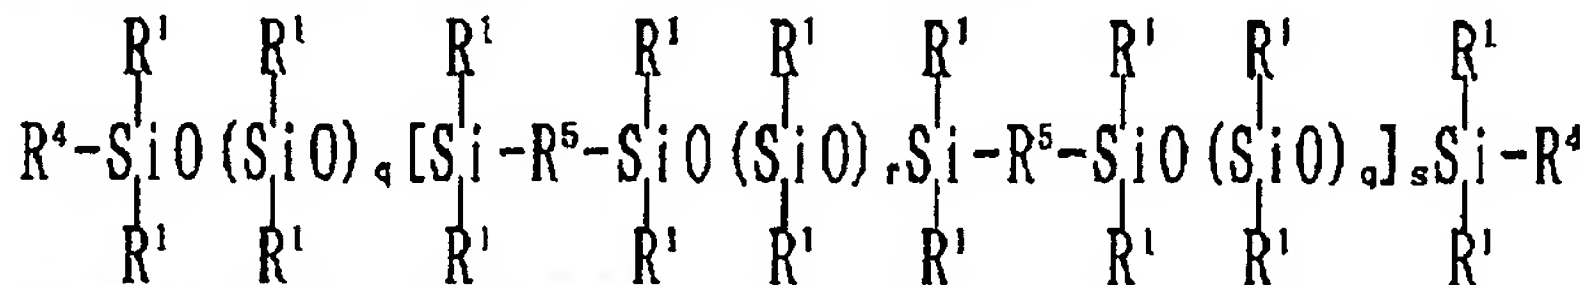 R¹ R¹ R¹ R¹ R¹ R¹ R¹ R¹ R¹
R⁴-SiO(SiO)q[Si-R⁵-SiO(SiO)rSi-R⁵-SiO(SiO)q]sSi-R⁴
R¹ R¹ R¹ R¹ R¹ R¹ R¹ R¹ R¹